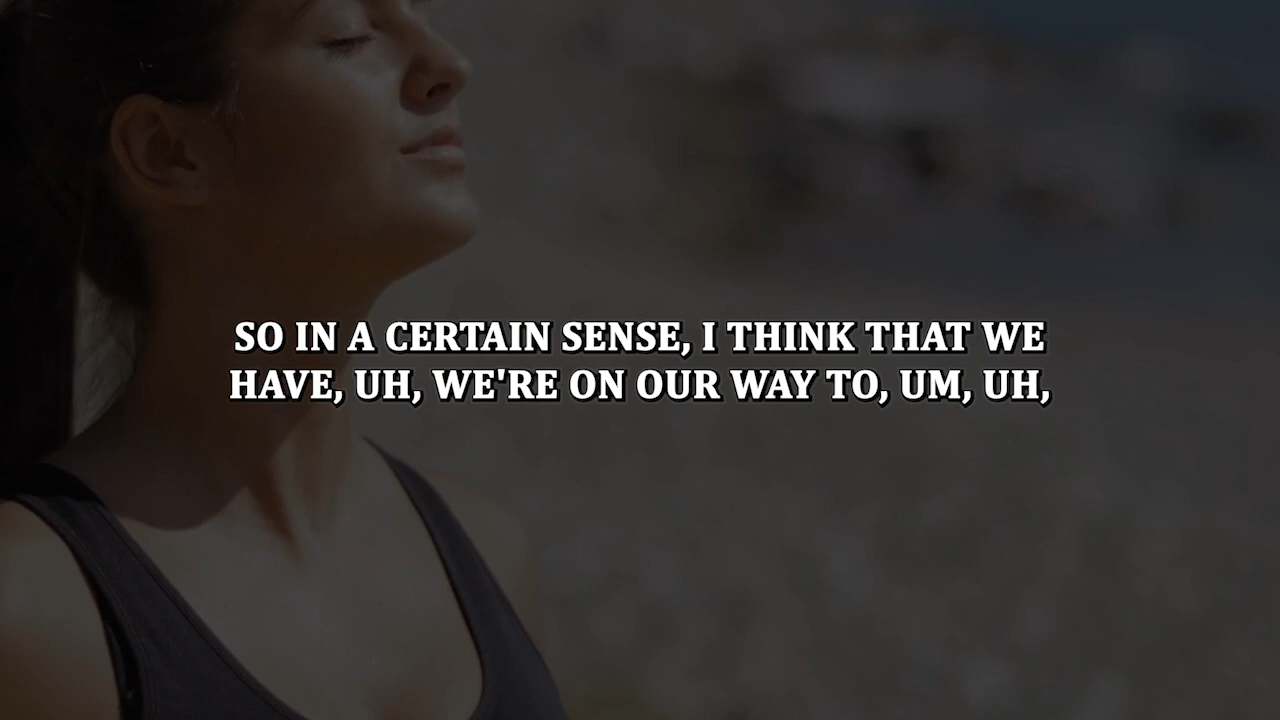 SO IN A CERTAIN SENSE, I THINK THAT WE
HAVE, UH, WE'RE ON OUR WAY TO, UM, UH,